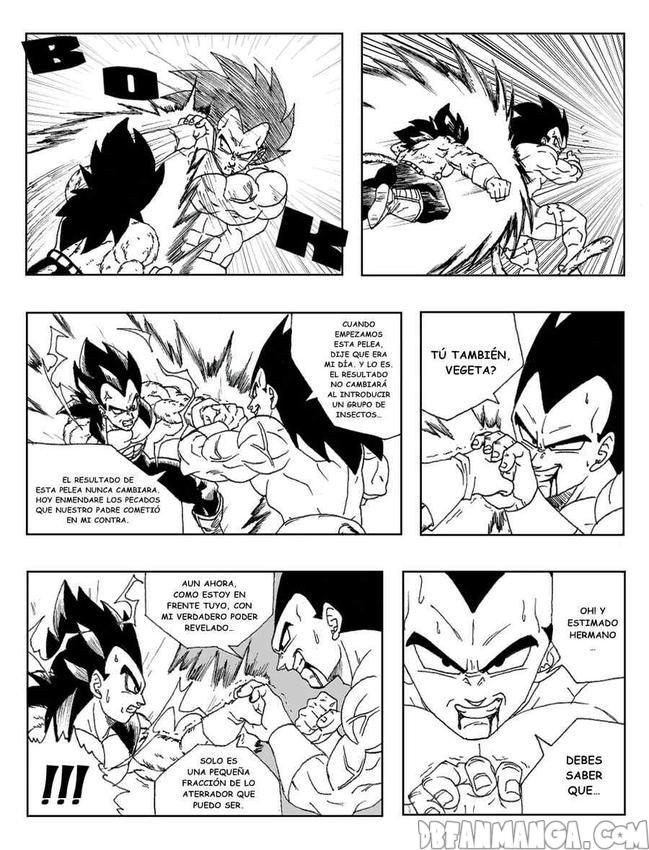 BOK
CUANDO
EMPEZAMOS
ESTA PELEA,
DIJE QUE ERA
MI DÍA. Y LO ES.
EL RESULTADO
NO CAMBIARÁ
AL INTRODUCIR
UN GRUPO DE
INSECTOS...
EL RESULTADO DE
ESTA PELEA NUNCA CAMBIARA.
HOY ENMENDARE LOS PECADOS
QUE NUESTRO PADRE COMETIÓ
EN MI CONTRA.
TÚ TAMBIÉN,
VEGETA?
AUN AHORA,
COMO ESTOY EN
FRENTE TUYO, CON
MI VERDADERO PODER
REVELADO...
!!!
SOLO ES
UNA PEQUEÑA
FRACCIÓN DE LO
ATERRADOR QUE
PUEDO SER.
OH! Y
ESTIMADO
HERMANO
...
DEBES
SABER
QUE...
DBFANMANGA.COM